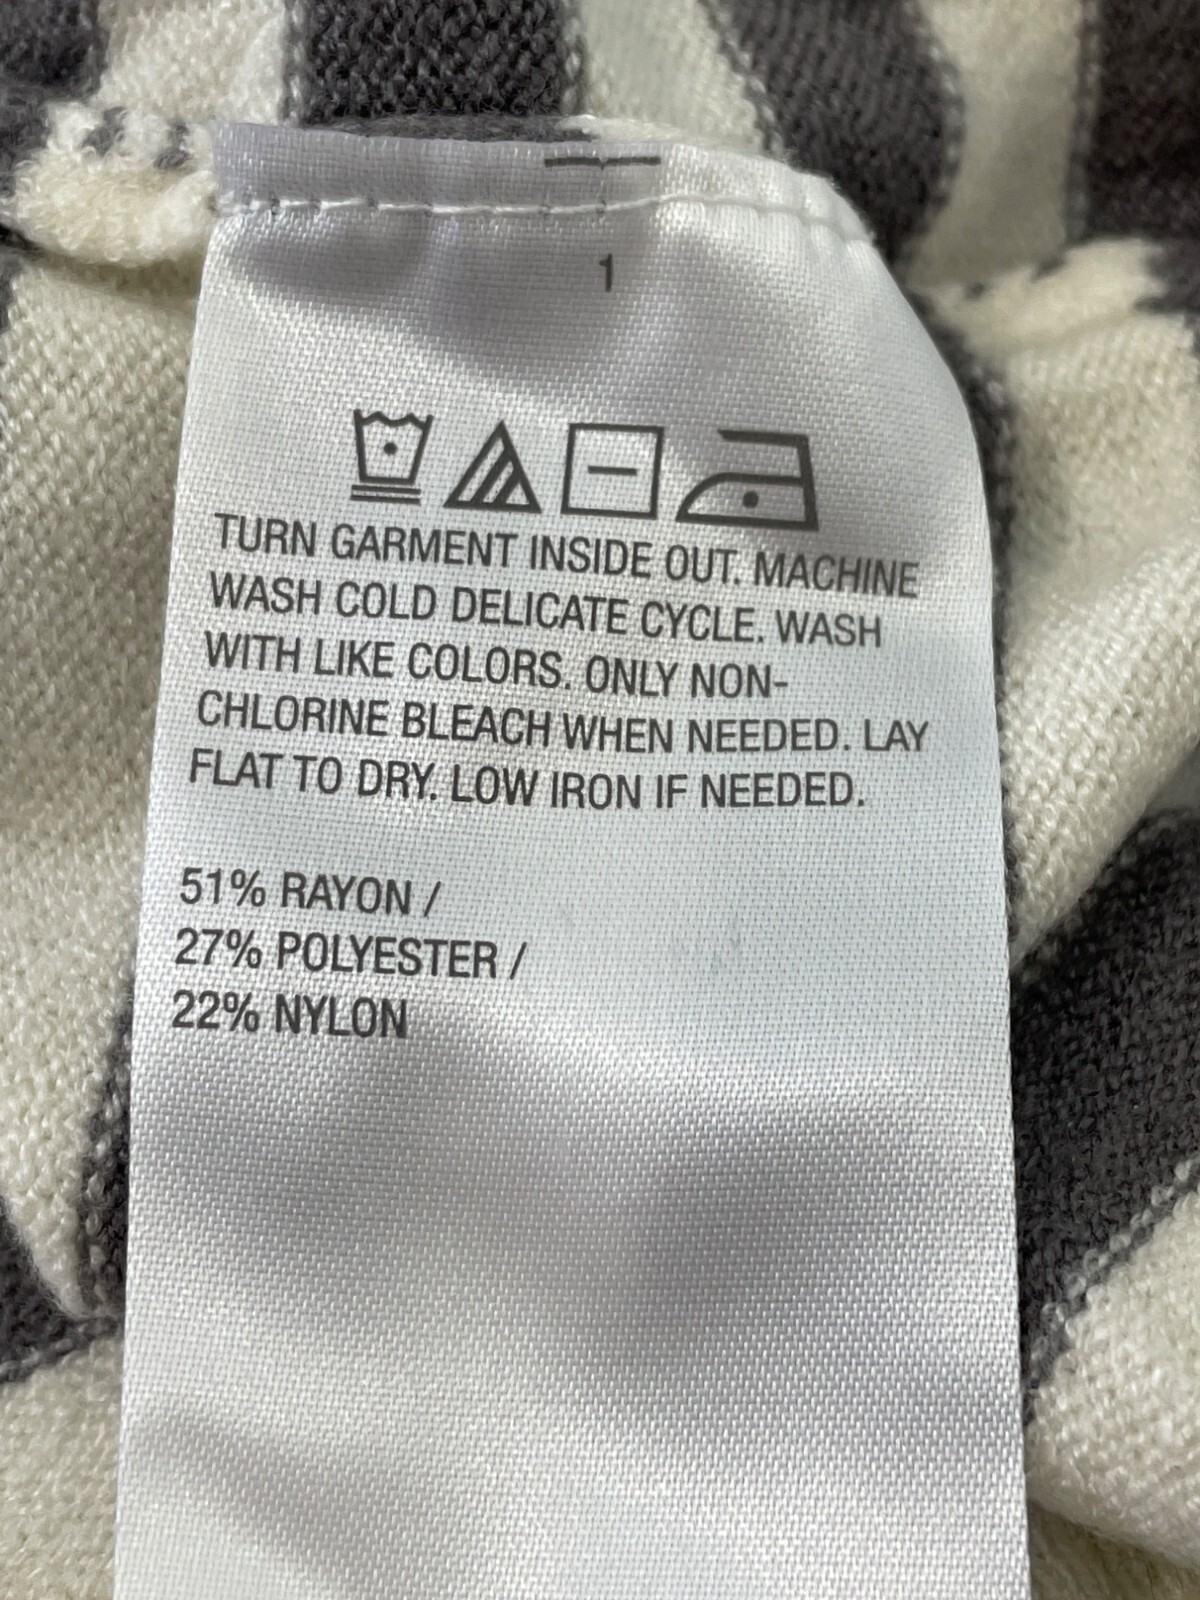 1
TURN GARMENT INSIDE OUT. MACHINE
WASH COLD DELICATE CYCLE. WASH
WITH LIKE COLORS. ONLY NON-
CHLORINE BLEACH WHEN NEEDED. LAY
FLAT TO DRY. LOW IRON IF NEEDED.
51% RAYON /
27% POLYESTER /
22% NYLON